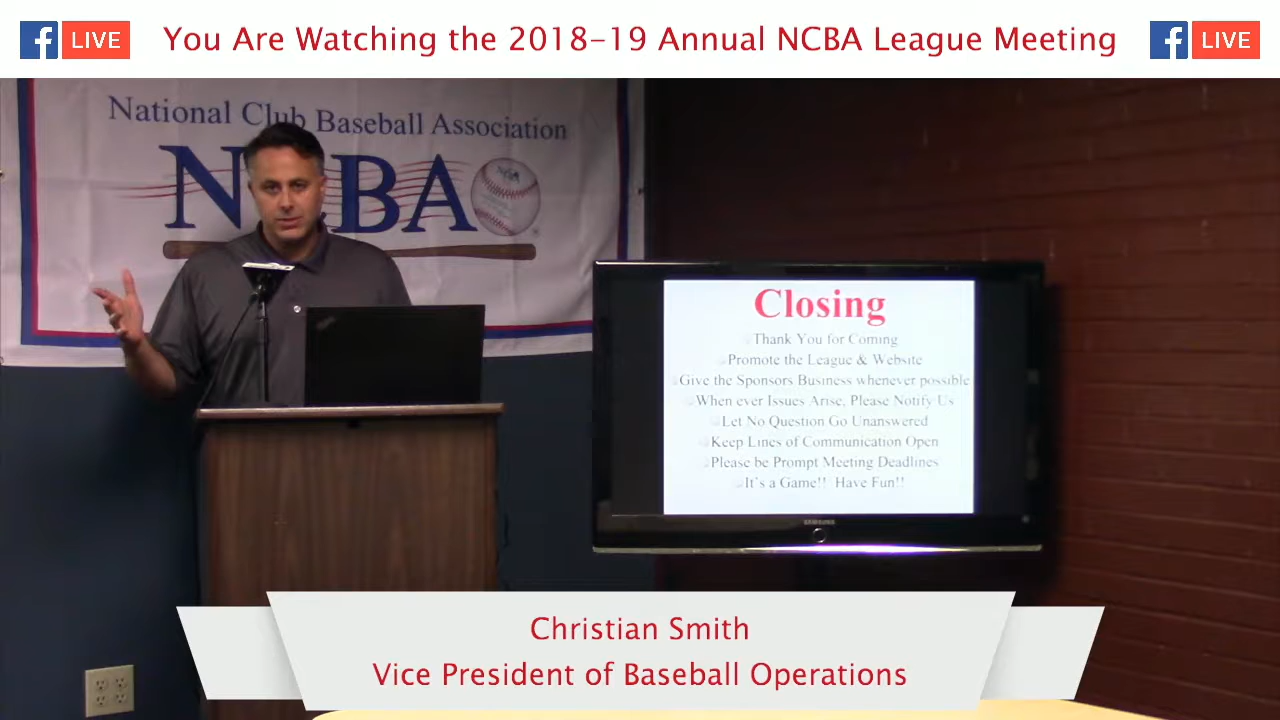 f LIVE You Are Watching the 2018-19 Annual NCBA League Meeting f LIVE
National Club Baseball Association
NCBA
Closing
Thank You for Coming
Promote the League & Website
Give the Sponsors Business whenever possible
When ever Issues Arise, Please Notify Us
Let No Question Go Unanswered
Keep Lines of Communication Open
Please be Prompt Meeting Deadlines
It's a Game!! Have Fun!!
SAMSUNG
Christian Smith
Vice President of Baseball Operations